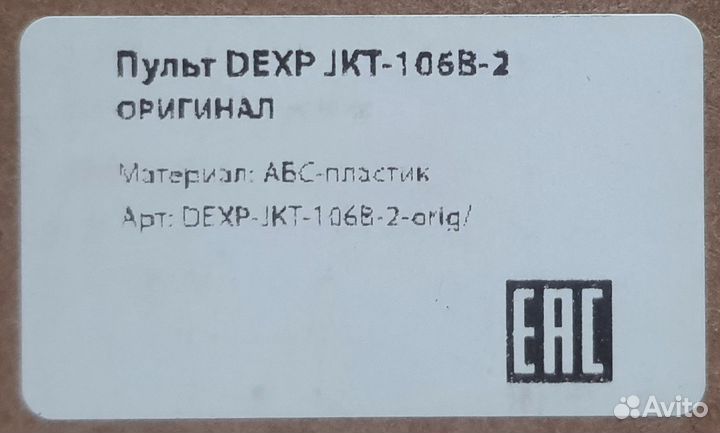 Пульт DEXP JKT-106B-2
ОРИГИНАЛ
Материал: АБС-пластик
Арт: DEXP-JKT-106B-2-orig/
EAC
Avito